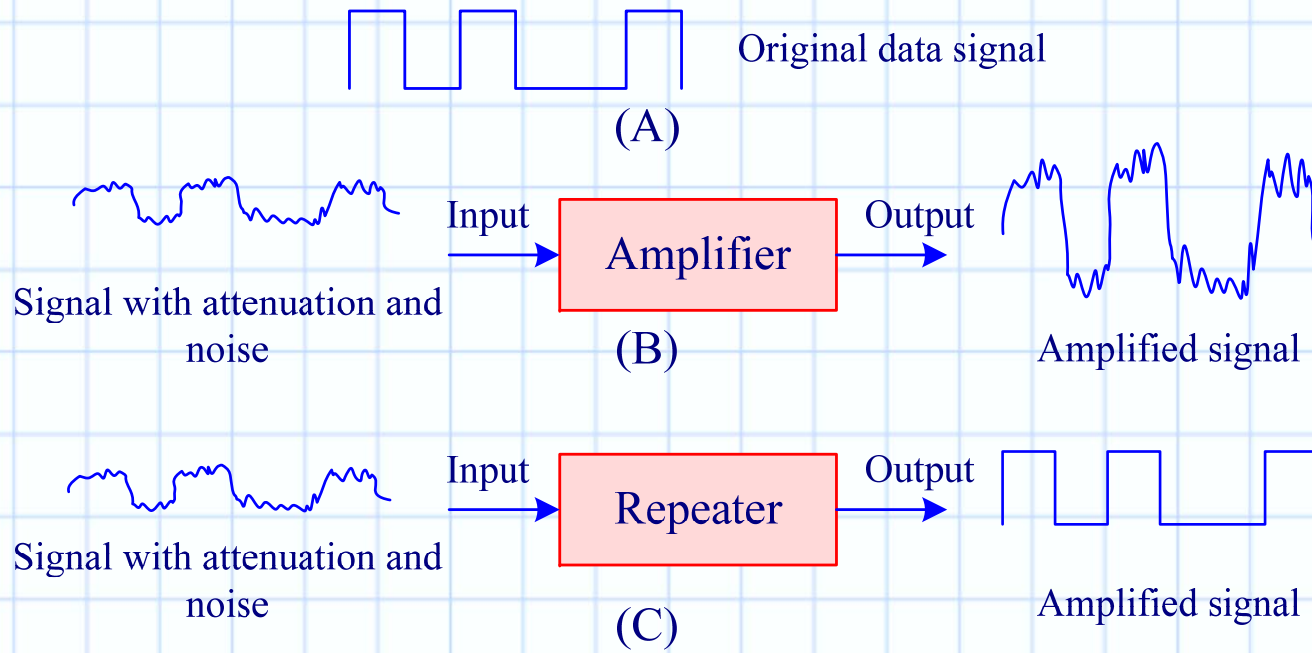 Original data signal
(A)
Input
Amplifier
Output
Signal with attenuation and
noise
(B)
Amplified signal
Input
Repeater
Output
Signal with attenuation and
noise
(C)
Amplified signal